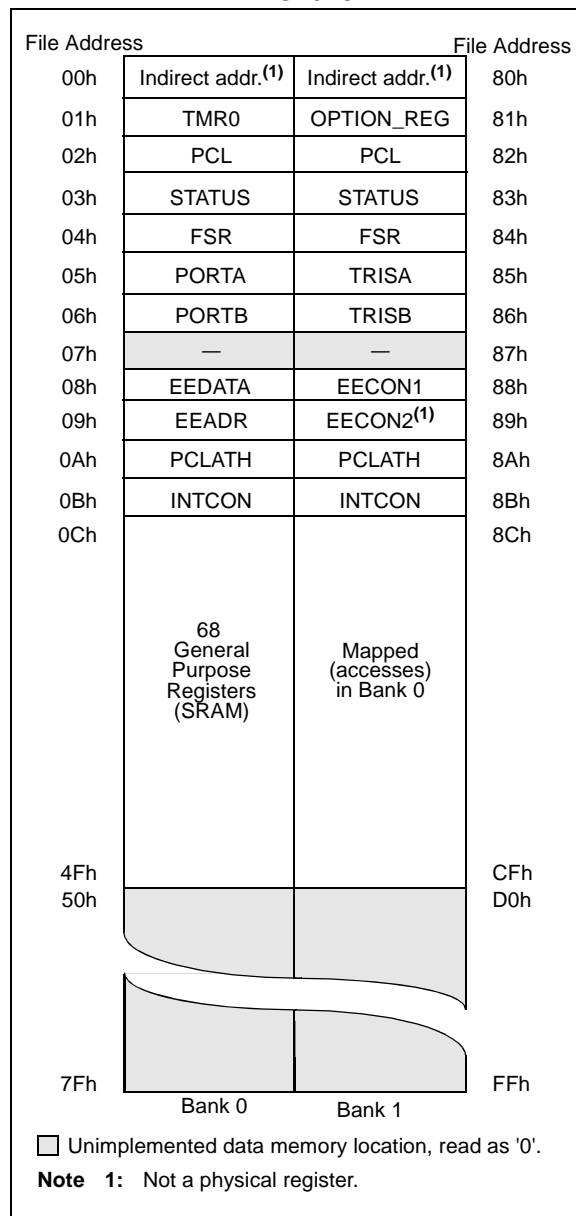 File Address File Address
00h Indirect addr.(1) Indirect addr.(1) 80h
01h TMR0 OPTION_REG 81h
02h PCL PCL 82h
03h STATUS STATUS 83h
04h FSR FSR 84h
05h PORTA TRISA 85h
06h PORTB TRISB 86h
07h — — 87h
08h EEDATA EECON1 88h
09h EEADR EECON2(1) 89h
0Ah PCLATH PCLATH 8Ah
0Bh INTCON INTCON 8Bh
0Ch 8Ch
68
General
Purpose
Registers
(SRAM)
Mapped
(accesses)
in Bank 0
4Fh CFh
50h D0h
7Fh FFh
Bank 0 Bank 1
Unimplemented data memory location, read as '0'.
Note 1: Not a physical register.